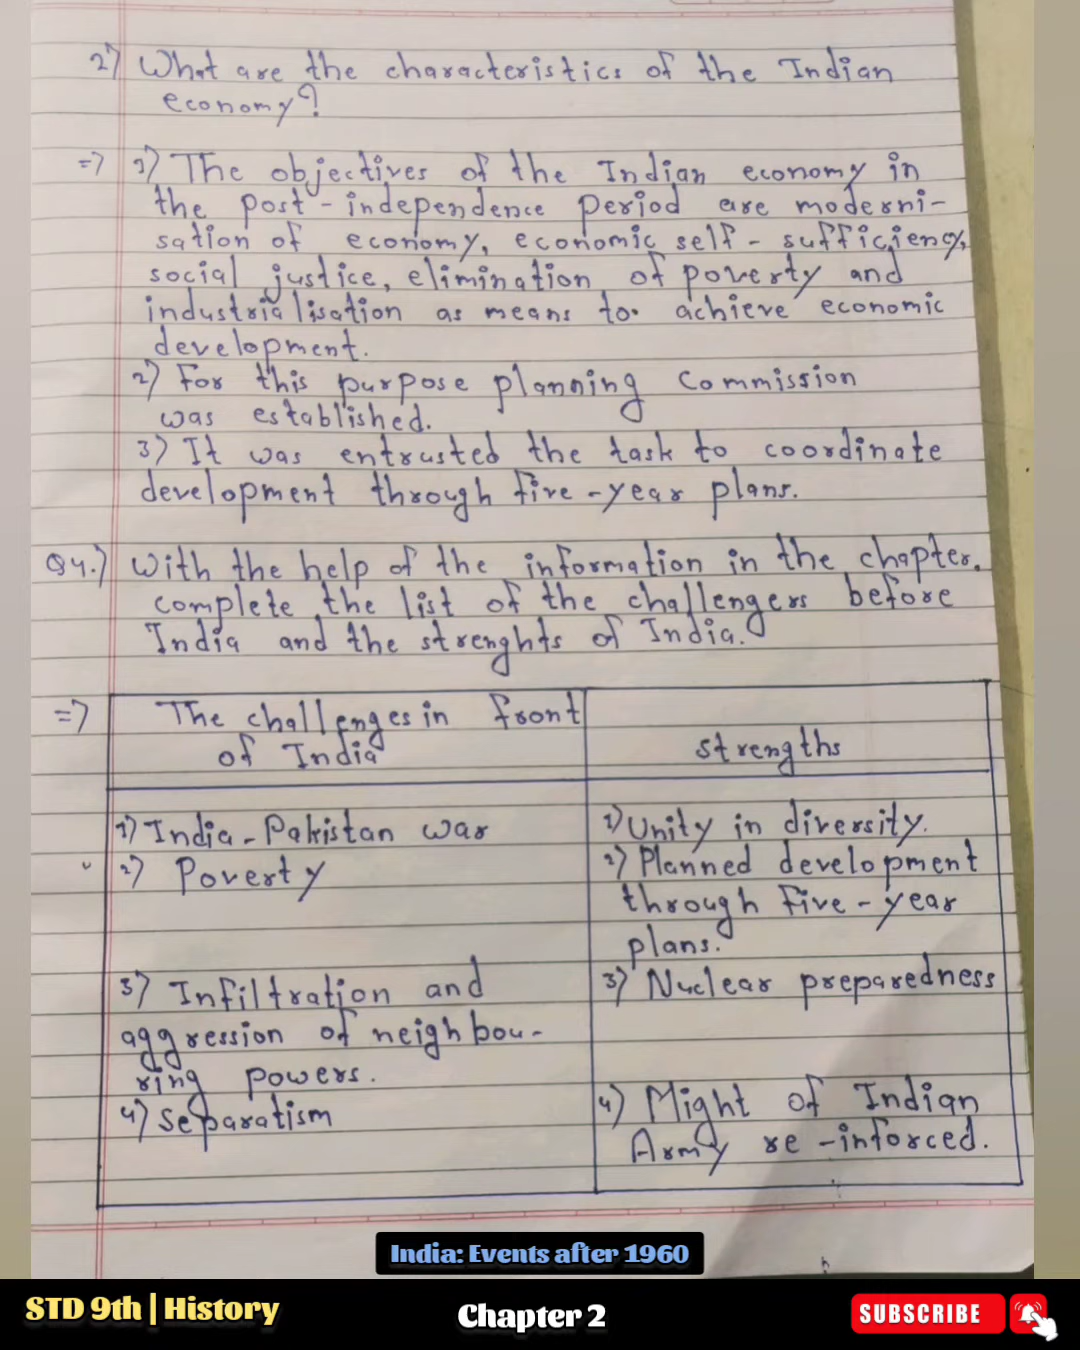 2) What are the characteristics of the Indian
economy?
=> 1) The objectives of the Indian economy in
the post-independence period are moderni-
sation of economy, economic self-sufficiency,
social justice, elimination of poverty and
industrialisation as means to achieve economic
development.
2) For this purpose planning Commission
was established.
3) It was entrusted the task to coordinate
development through five-year plans.
Q4.) With the help of the information in the chapter,
complete the list of the challengers before
India and the strenghts of India.
=> The challenges in front
of India
strengths
1) India-Pakistan war
2) Poverty
3) Infiltration and
aggression of neighbou-
ring powers.
4) Separatism
1) Unity in diversity.
2) Planned development
through Five-year
plans.
3) Nuclear preparedness
4) Might of Indian
Army re-inforced.
India: Events after 1960
STD 9th | History
Chapter 2
SUBSCRIBE